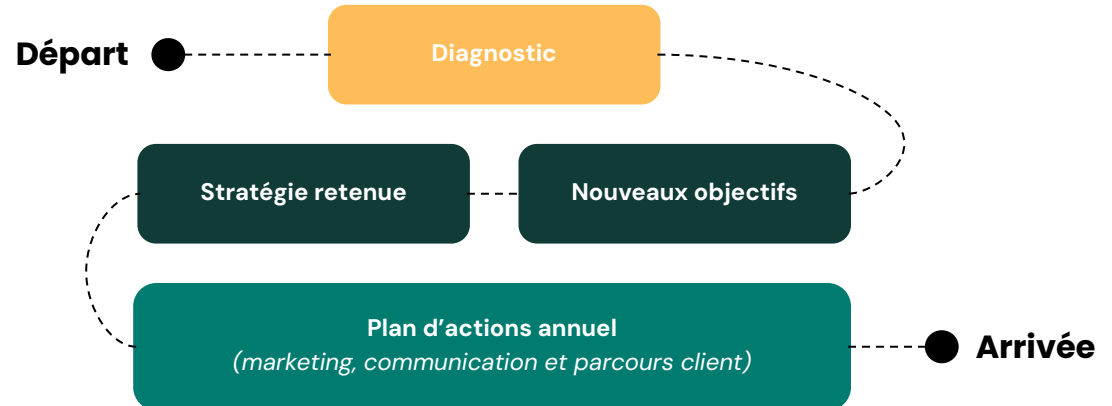 Départ
Diagnostic
Nouveaux objectifs
Stratégie retenue
Plan d’actions annuel
(marketing, communication et parcours client)
Arrivée